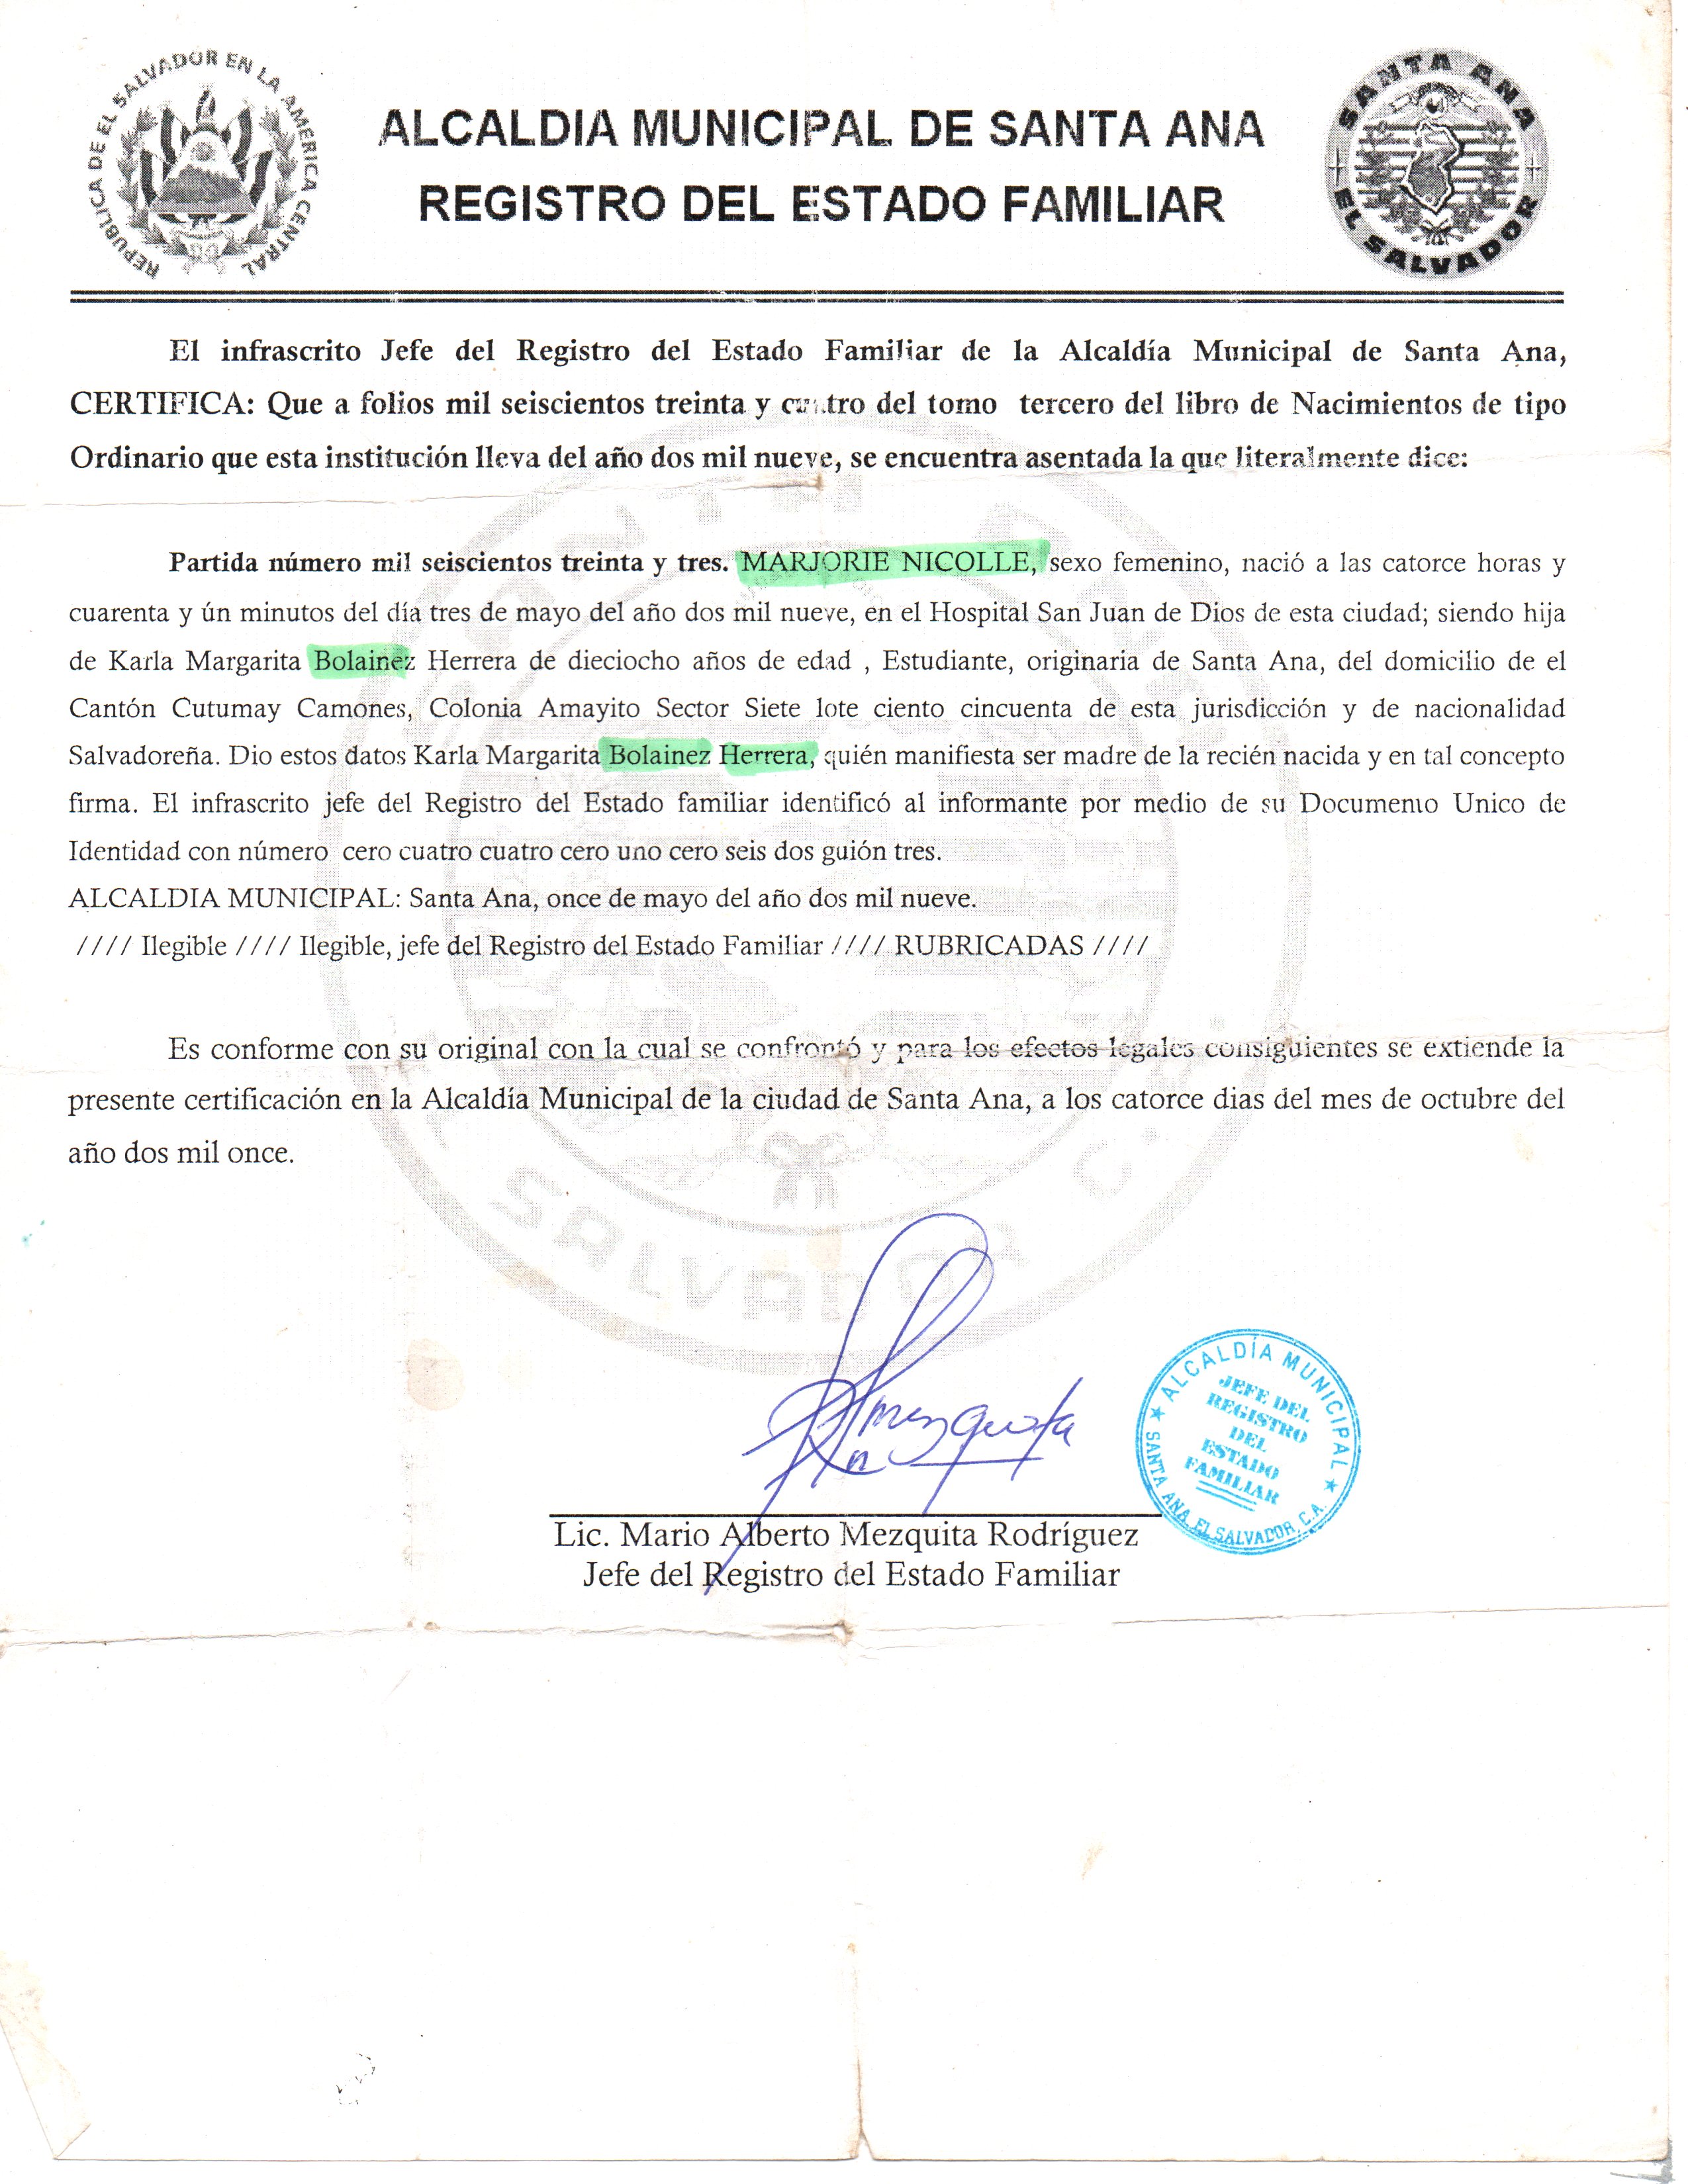 REPUBLICA DE EL SALVADOR EN LA AMERICA CENTRAL
ALCALDIA MUNICIPAL DE SANTA ANA
REGISTRO DEL ESTADO FAMILIAR
SANTA ANA
EL SALVADOR
El infrascrito Jefe del Registro del Estado Familiar de la Alcaldía Municipal de Santa Ana,
CERTIFICA: Que a folios mil seiscientos treinta y cuatro del tomo tercero del libro de Nacimientos de tipo
Ordinario que esta institución lleva del año dos mil nueve, se encuentra asentada la que literalmente dice:
Partida número mil seiscientos treinta y tres. MARJORIE NICOLLE, sexo femenino, nació a las catorce horas y
cuarenta y ún minutos del día tres de mayo del año dos mil nueve, en el Hospital San Juan de Dios de esta ciudad; siendo hija
de Karla Margarita Bolainez Herrera de dieciocho años de edad , Estudiante, originaria de Santa Ana, del domicilio de el
Cantón Cutumay Camones, Colonia Amayito Sector Siete lote ciento cincuenta de esta jurisdicción y de nacionalidad
Salvadoreña. Dio estos datos Karla Margarita Bolainez Herrera, quién manifiesta ser madre de la recién nacida y en tal concepto
firma. El infrascrito jefe del Registro del Estado familiar identificó al informante por medio de su Documento Unico de
Identidad con número cero cuatro cuatro cero uno cero seis dos guión tres.
ALCALDIA MUNICIPAL: Santa Ana, once de mayo del año dos mil nueve.
//// Ilegible //// Ilegible, jefe del Registro del Estado Familiar //// RUBRICADAS ////
Es conforme con su original con la cual se confrontó y para los efectos legales consiguientes se extiende la
presente certificación en la Alcaldía Municipal de la ciudad de Santa Ana, a los catorce dias del mes de octubre del
año dos mil once.
SALVADOR
ALCALDÍA MUNICIPAL
JEFE DEL
REGISTRO
DEL
ESTADO
FAMILIAR
SANTA ANA, EL SALVADOR, C.A.
Lic. Mario Alberto Mezquita Rodríguez
Jefe del Registro del Estado Familiar